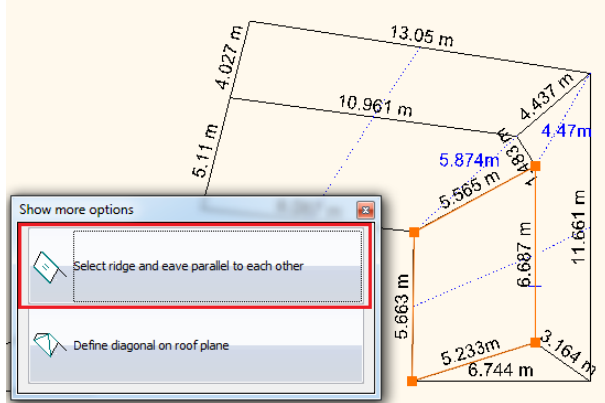 13.05 m
4.027 m
10.961 m
4.437 m
4.47m
5.11 m
1.483 m
5.874m
5.565 m
11.661 m
6.687 m
5.663 m
5.233m
3.164 m
6.744 m
Show more options
Select ridge and eave parallel to each other
Define diagonal on roof plane